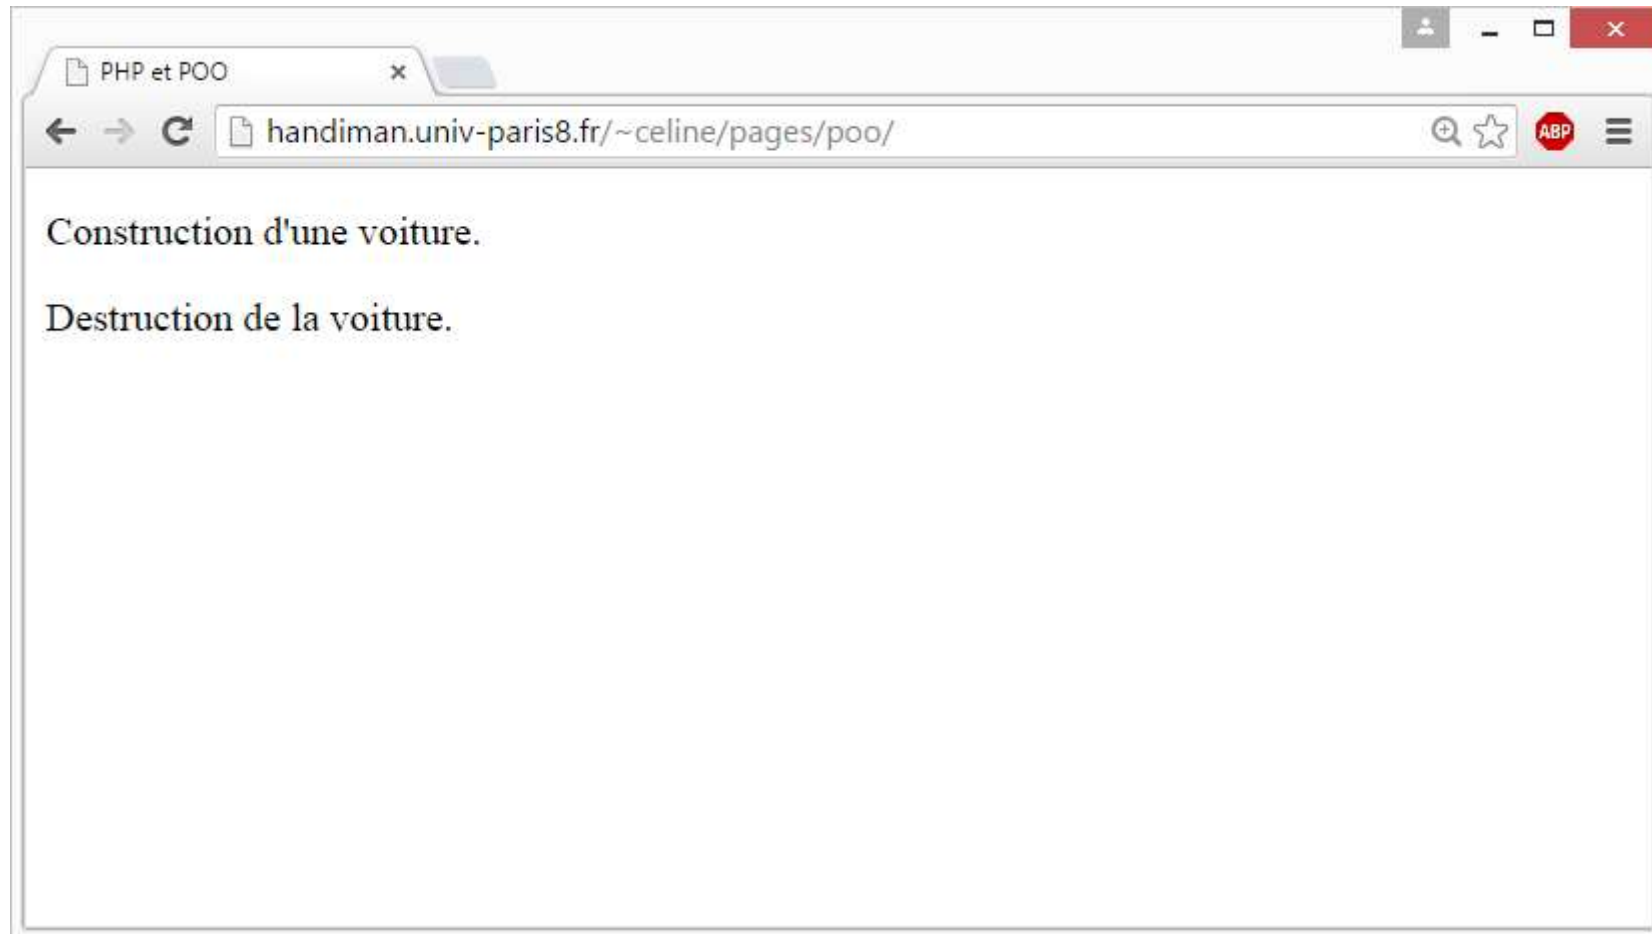 PHP et POO
handiman.univ-paris8.fr/~celine/pages/poo/
ABP
Construction d'une voiture.
Destruction de la voiture.